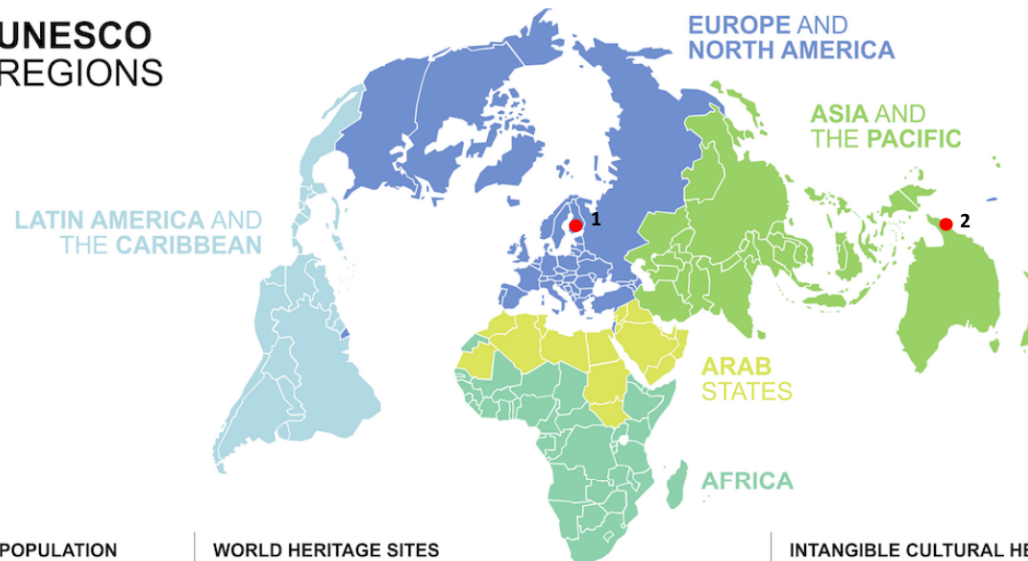 UNESCO
REGIONS
EUROPE AND
NORTH AMERICA
ASIA AND
THE PACIFIC
LATIN AMERICA AND
THE CARIBBEAN
1
2
ARAB
STATES
AFRICA
POPULATION
WORLD HERITAGE SITES
INTANGIBLE CULTURAL HE